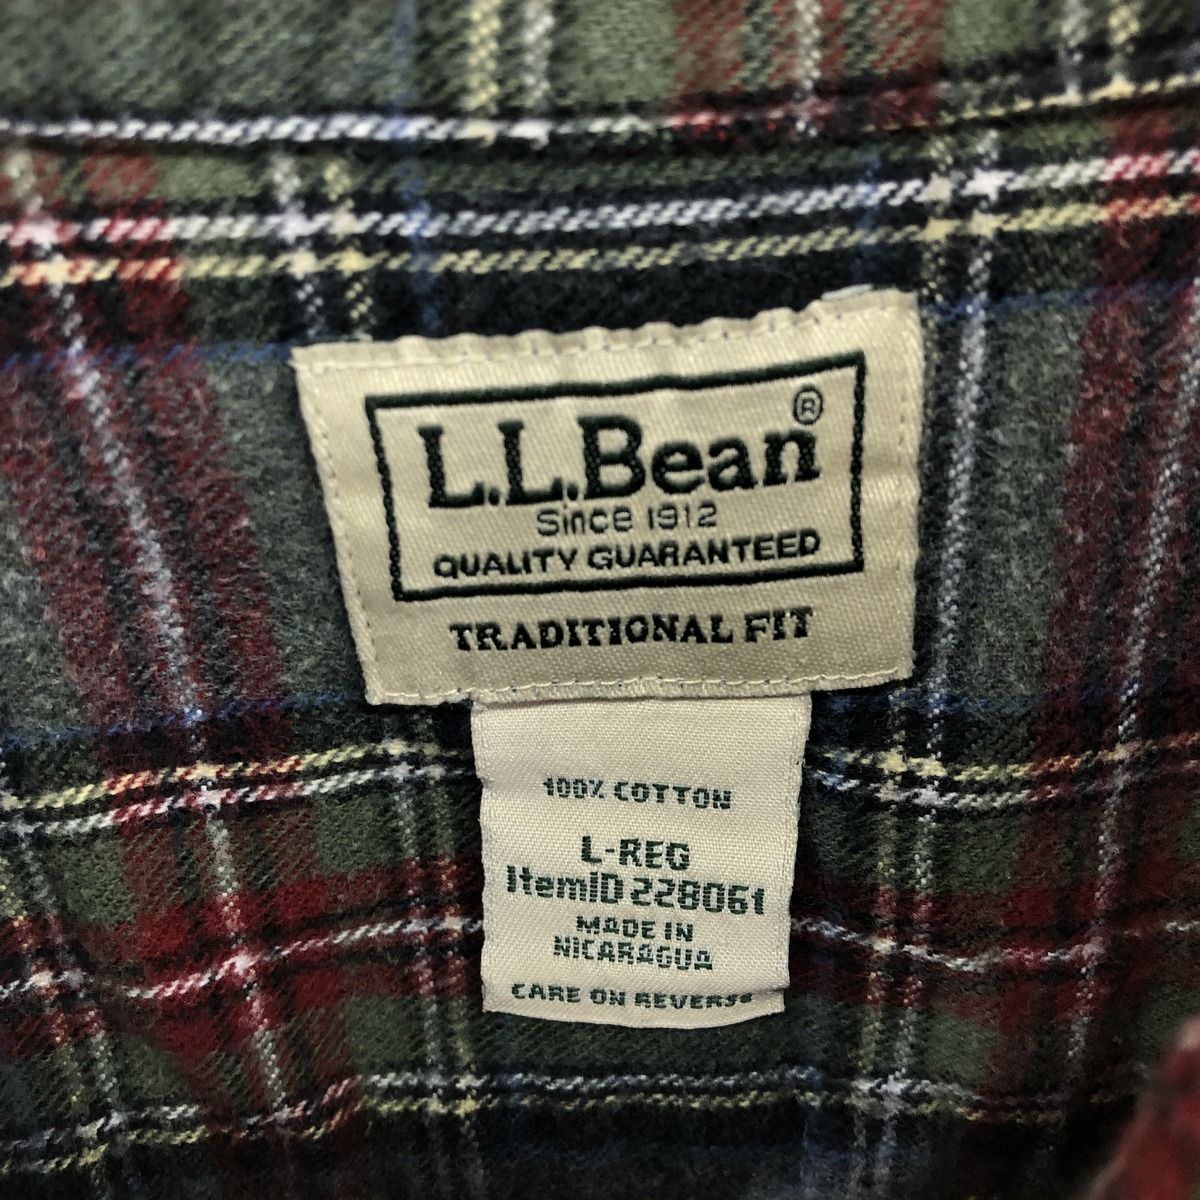 L.L.Bean®
Since 1912
QUALITY GUARANTEED
TRADITIONAL FIT
100% COTTON
L-REG
ItemID 228061
MADE IN
NICARAGUA
CARE ON REVERSE